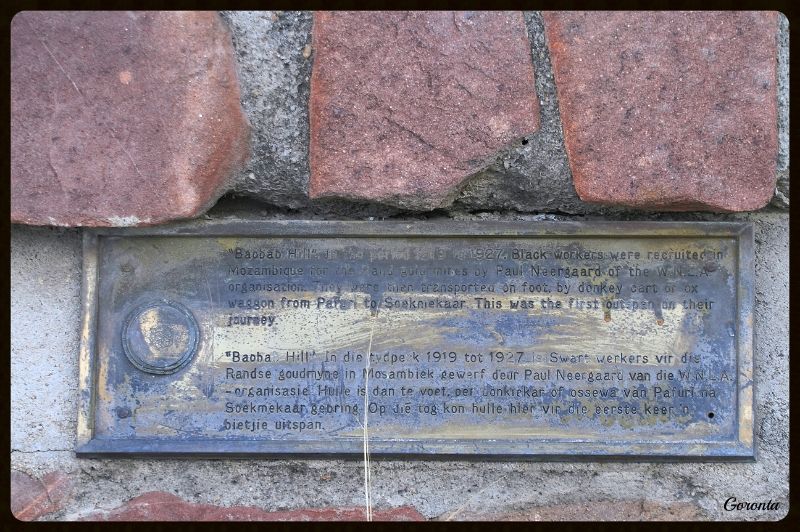 "Baobab Hill". In the period 1919 to 1927, Black workers were recruited in
Mozambique for the Rand gold mines by Paul Neergaard of the W.N.L.A.
organisation. They were then transported on foot, by donkey cart or ox
waggon from Pafuri to Soekmekaar. This was the first outspan on their
journey.
"Baobab Hill". In die tydperk 1919 tot 1927 is Swart werkers vir die
Randse goudmyne in Mosambiek gewerf deur Paul Neergaard van die W.N.L.A.
-organisasie. Hulle is dan te voet, per donkiekar of ossewa van Pafuri na
Soekmekaar gebring. Op dié tog kon hulle hier vir die eerste keer 'n
bietjie uitspan.
Goronta